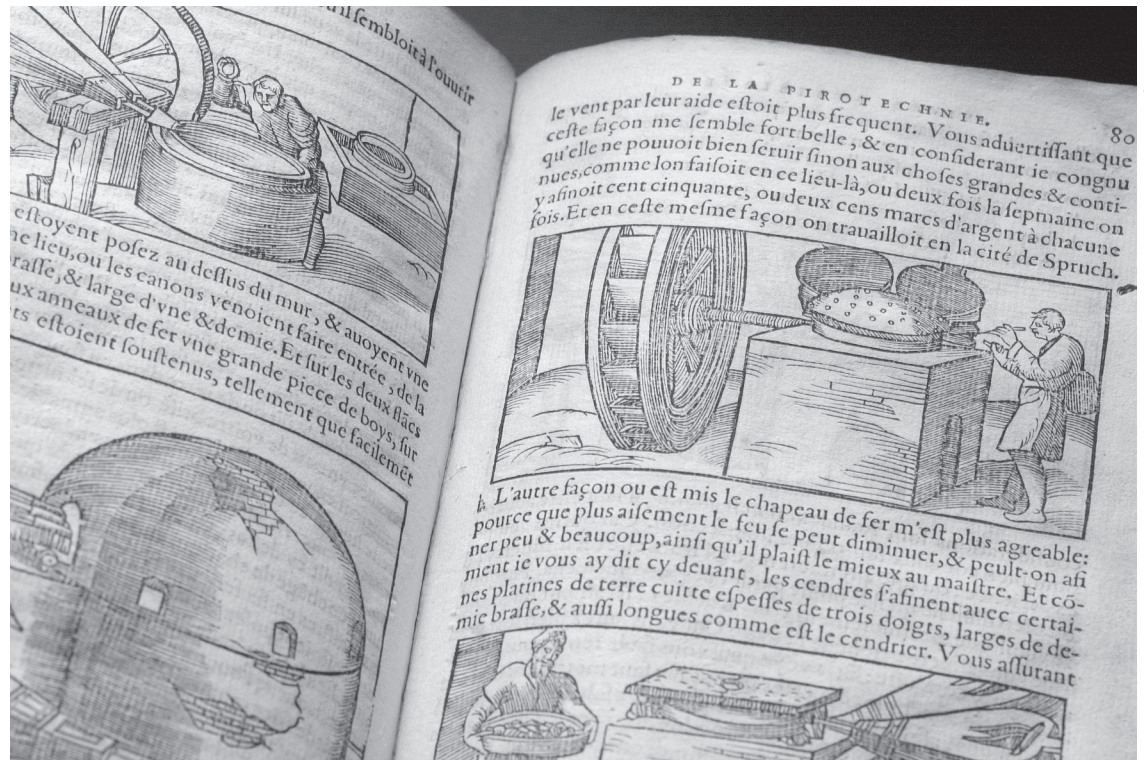 u'il ſembloit à l'ouurir
eſtoyent poſez au deſſus du mur, & auoyent vne
me lieu, ou les canons venoient faire entrée, de la
raſſe, & large d'vne & demie. Et ſur les deux flãcs
ux anneaux de fer vne grande piece de boys, ſur
ts eſtoient ſouſtenus, tellement que facilemẽt
DE LA PIROTECHNIE.
80
le vent par leur aide eſtoit plus frequent. Vous aduertiſſant que
ceſte façon me ſemble fort belle, & en conſiderant ie congnu
qu'elle ne pouuoit bien ſeruir ſinon aux choſes grandes & conti-
nues, comme lon faiſoit en ce lieu-là, ou deux fois la ſepmaine on
y afinoit cent cinquante, ou deux cens marcs d'argent à chacune
fois. Et en ceſte meſme façon on trauailloit en la cité de Spruch.
L'autre façon ou eſt mis le chapeau de fer m'eſt plus agreable:
pource que plus aiſement le feu ſe peut diminuer, & peult-on afi
ner peu & beaucoup, ainſi qu'il plaiſt le mieux au maiſtre. Et cõ-
ment ie vous ay dit cy deuant, les cendres ſafinent auec certai-
nes platines de terre cuitte eſpeſſes de trois doigts, larges de de-
mie braſſe, & auſſi longues comme eſt le cendrier. Vous aſſurant